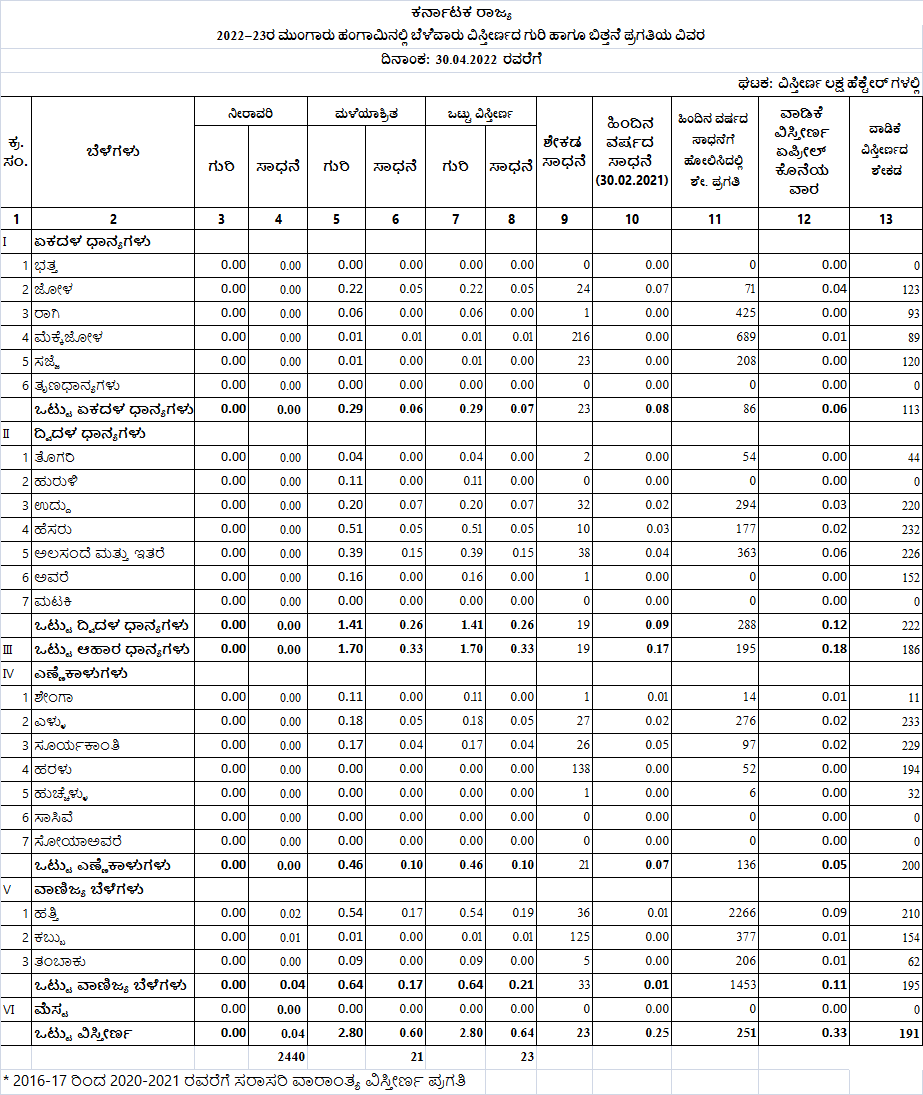 ಕರ್ನಾಟಕ ರಾಜ್ಯ
2022–23ರ ಮುಂಗಾರು ಹಂಗಾಮಿನಲ್ಲಿ ಬೆಳೆವಾರು ವಿಸ್ತೀರ್ಣದ ಗುರಿ ಹಾಗೂ ಬಿತ್ತನೆ ಪ್ರಗತಿಯ ವಿವರ
ದಿನಾಂಕ: 30.04.2022 ರವರೆಗೆ
ಘಟಕ: ವಿಸ್ತೀರ್ಣ ಲಕ್ಷ ಹೆಕ್ಟೇರ್ ಗಳಲ್ಲಿ
ಕ್ರ. ಸಂ. ಬೆಳೆಗಳು ನೀರಾವರಿ ಮಳೆಯಾಶ್ರಿತ ಒಟ್ಟು ವಿಸ್ತೀರ್ಣ ಶೇಕಡ ಸಾಧನೆ ಹಿಂದಿನ ವರ್ಷದ ಸಾಧನೆ (30.02.2021) ಹಿಂದಿನ ವರ್ಷದ ಸಾಧನೆಗೆ ಹೋಲಿಸಿದಲ್ಲಿ ಶೇ. ಪ್ರಗತಿ ವಾಡಿಕೆ ವಿಸ್ತೀರ್ಣ ಏಪ್ರೀಲ್ ಕೊನೆಯ ವಾರ ವಾಡಿಕೆ ವಿಸ್ತೀರ್ಣದ ಶೇಕಡ
ಗುರಿ ಸಾಧನೆ ಗುರಿ ಸಾಧನೆ ಗುರಿ ಸಾಧನೆ
1 2 3 4 5 6 7 8 9 10 11 12 13
I ಏಕದಳ ಧಾನ್ಯಗಳು
1 ಭತ್ತ 0.00 0.00 0.00 0.00 0.00 0.00 0 0.00 0 0.00 0
2 ಜೋಳ 0.00 0.00 0.22 0.05 0.22 0.05 24 0.07 71 0.04 123
3 ರಾಗಿ 0.00 0.00 0.06 0.00 0.06 0.00 1 0.00 425 0.00 93
4 ಮೆಕ್ಕೆಜೋಳ 0.00 0.00 0.01 0.01 0.01 0.01 216 0.00 689 0.01 89
5 ಸಜ್ಜೆ 0.00 0.00 0.01 0.00 0.01 0.00 23 0.00 208 0.00 120
6 ತೃಣಧಾನ್ಯಗಳು 0.00 0.00 0.00 0.00 0.00 0.00 0 0.00 0 0.00 0
ಒಟ್ಟು ಏಕದಳ ಧಾನ್ಯಗಳು 0.00 0.00 0.29 0.06 0.29 0.07 23 0.08 86 0.06 113
II ದ್ವಿದಳ ಧಾನ್ಯಗಳು
1 ತೊಗರಿ 0.00 0.00 0.04 0.00 0.04 0.00 2 0.00 54 0.00 44
2 ಹುರುಳಿ 0.00 0.00 0.11 0.00 0.11 0.00 0 0.00 0 0.00 0
3 ಉದ್ದು 0.00 0.00 0.20 0.07 0.20 0.07 32 0.02 294 0.03 220
4 ಹೆಸರು 0.00 0.00 0.51 0.05 0.51 0.05 10 0.03 177 0.02 232
5 ಅಲಸಂದೆ ಮತ್ತು ಇತರೆ 0.00 0.00 0.39 0.15 0.39 0.15 38 0.04 363 0.06 226
6 ಅವರೆ 0.00 0.00 0.16 0.00 0.16 0.00 1 0.00 0 0.00 152
7 ಮಟಕಿ 0.00 0.00 0.00 0.00 0.00 0.00 0 0.00 0 0.00 0
ಒಟ್ಟು ದ್ವಿದಳ ಧಾನ್ಯಗಳು 0.00 0.00 1.41 0.26 1.41 0.26 19 0.09 288 0.12 222
III ಒಟ್ಟು ಆಹಾರ ಧಾನ್ಯಗಳು 0.00 0.00 1.70 0.33 1.70 0.33 19 0.17 195 0.18 186
IV ಎಣ್ಣೆಕಾಳುಗಳು
1 ಶೇಂಗಾ 0.00 0.00 0.11 0.00 0.11 0.00 1 0.01 14 0.01 11
2 ಎಳ್ಳು 0.00 0.00 0.18 0.05 0.18 0.05 27 0.02 276 0.02 233
3 ಸೂರ್ಯಕಾಂತಿ 0.00 0.00 0.17 0.04 0.17 0.04 26 0.05 97 0.02 229
4 ಹರಳು 0.00 0.00 0.00 0.00 0.00 0.00 138 0.00 52 0.00 194
5 ಹುಚ್ಚೆಳ್ಳು 0.00 0.00 0.00 0.00 0.00 0.00 1 0.00 6 0.00 32
6 ಸಾಸಿವೆ 0.00 0.00 0.00 0.00 0.00 0.00 0 0.00 0 0.00 0
7 ಸೋಯಾಅವರೆ 0.00 0.00 0.00 0.00 0.00 0.00 0 0.00 0 0.00 0
ಒಟ್ಟು ಎಣ್ಣೆಕಾಳುಗಳು 0.00 0.00 0.46 0.10 0.46 0.10 21 0.07 136 0.05 200
V ವಾಣಿಜ್ಯ ಬೆಳೆಗಳು
1 ಹತ್ತಿ 0.00 0.02 0.54 0.17 0.54 0.19 36 0.01 2266 0.09 210
2 ಕಬ್ಬು 0.00 0.01 0.01 0.00 0.01 0.01 125 0.00 377 0.01 154
3 ತಂಬಾಕು 0.00 0.00 0.09 0.00 0.09 0.00 5 0.00 206 0.01 62
ಒಟ್ಟು ವಾಣಿಜ್ಯ ಬೆಳೆಗಳು 0.00 0.04 0.64 0.17 0.64 0.21 33 0.01 1453 0.11 195
VI ಮೆಸ್ಟ 0.00 0.00 0.00 0.00 0.00 0.00 0 0.00 0 0.00 0
ಒಟ್ಟು ವಿಸ್ತೀರ್ಣ 0.00 0.04 2.80 0.60 2.80 0.64 23 0.25 251 0.33 191
2440 21 23
* 2016-17 ರಿಂದ 2020-2021 ರವರೆಗೆ ಸರಾಸರಿ ವಾರಾಂತ್ಯ ವಿಸ್ತೀರ್ಣ ಪ್ರಗತಿ